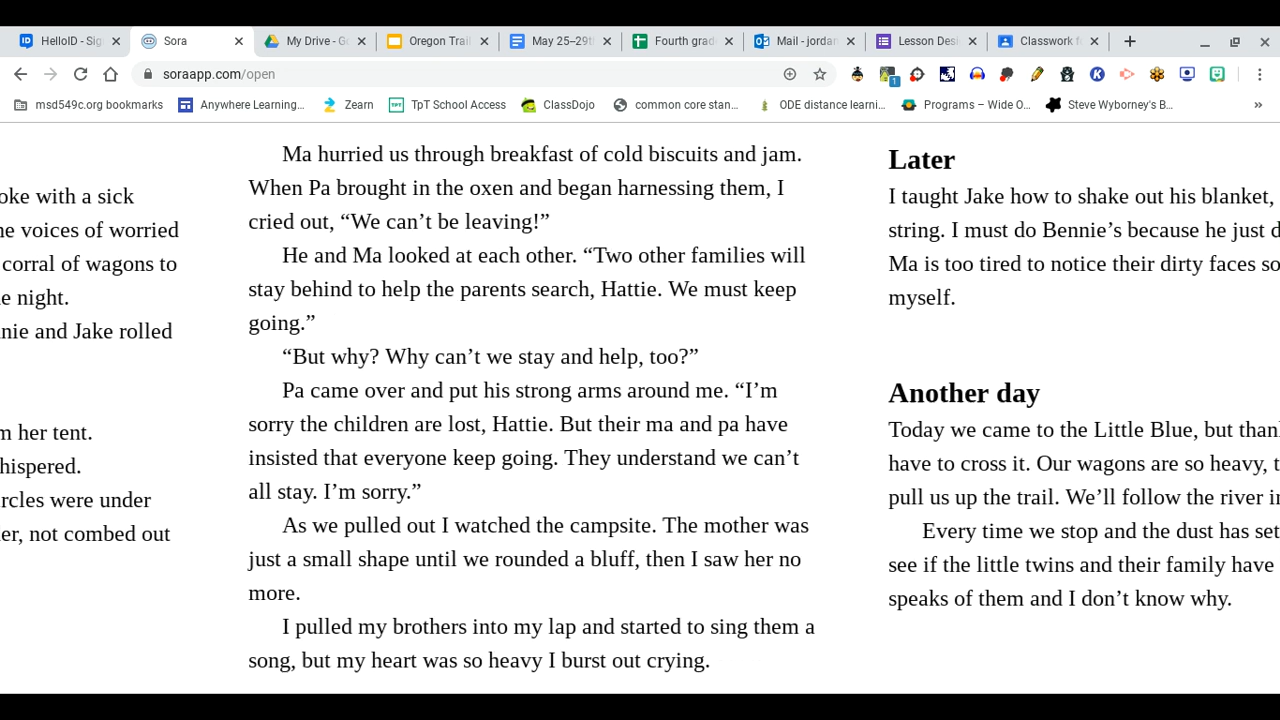 HelloID - Sig
Sora
My Drive - Go
Oregon Trail
May 25–29t
Fourth grad
Mail - jordan
Lesson Desi
Classwork f
soraapp.com/open
1
msd549c.org bookmarks
Anywhere Learning...
Zearn
TpT School Access
ClassDojo
common core stan...
ODE distance learni...
Programs – Wide O...
Steve Wyborney's B...
»
oke with a sick
ne voices of worried
corral of wagons to
e night.
nie and Jake rolled
m her tent.
hispered.
rcles were under
er, not combed out
Ma hurried us through breakfast of cold biscuits and jam.
When Pa brought in the oxen and began harnessing them, I
cried out, “We can’t be leaving!”
He and Ma looked at each other. “Two other families will
stay behind to help the parents search, Hattie. We must keep
going.”
“But why? Why can’t we stay and help, too?”
Pa came over and put his strong arms around me. “I’m
sorry the children are lost, Hattie. But their ma and pa have
insisted that everyone keep going. They understand we can’t
all stay. I’m sorry.”
As we pulled out I watched the campsite. The mother was
just a small shape until we rounded a bluff, then I saw her no
more.
I pulled my brothers into my lap and started to sing them a
song, but my heart was so heavy I burst out crying.
Later
I taught Jake how to shake out his blanket,
string. I must do Bennie’s because he just d
Ma is too tired to notice their dirty faces so
myself.
Another day
Today we came to the Little Blue, but than
have to cross it. Our wagons are so heavy, t
pull us up the trail. We’ll follow the river i
Every time we stop and the dust has set
see if the little twins and their family have
speaks of them and I don’t know why.